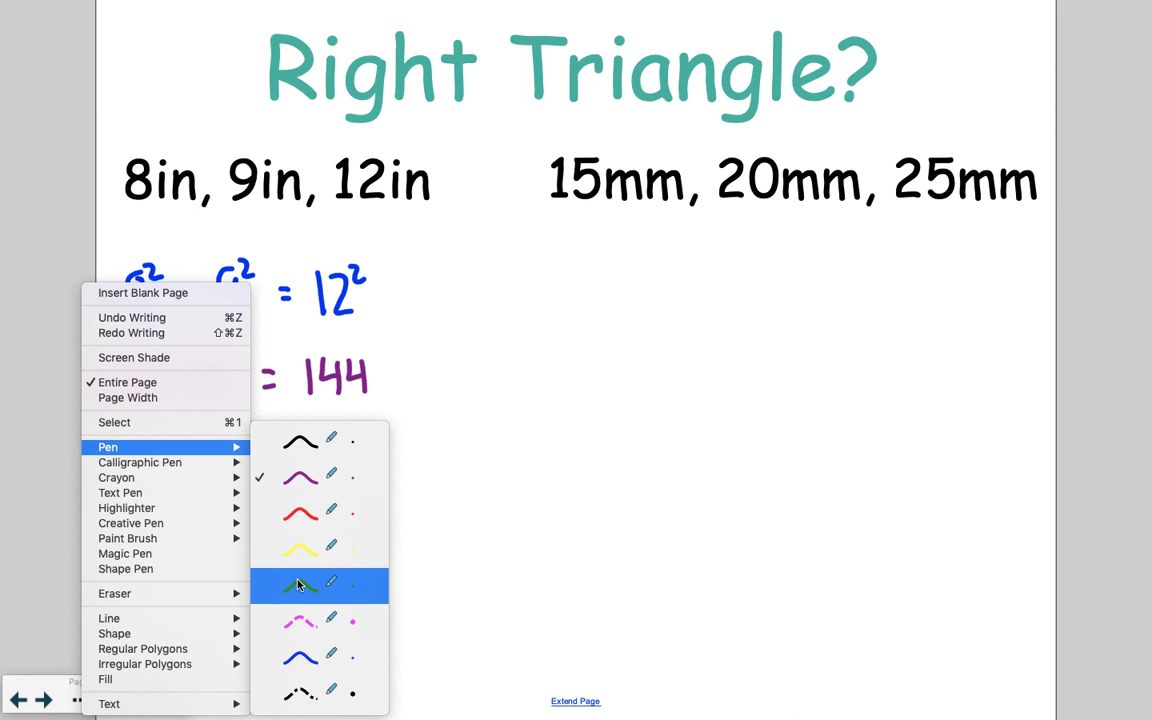 Right Triangle?
8in, 9in, 12in
15mm, 20mm, 25mm
= 12²
= 144
Insert Blank Page
Undo Writing ⌘Z
Redo Writing ⇧⌘Z
Screen Shade
✓ Entire Page
Page Width
Select ⌘1
Pen
Calligraphic Pen
Crayon
Text Pen
Highlighter
Creative Pen
Paint Brush
Magic Pen
Shape Pen
Eraser
Line
Shape
Regular Polygons
Irregular Polygons
Fill
Text
Extend Page